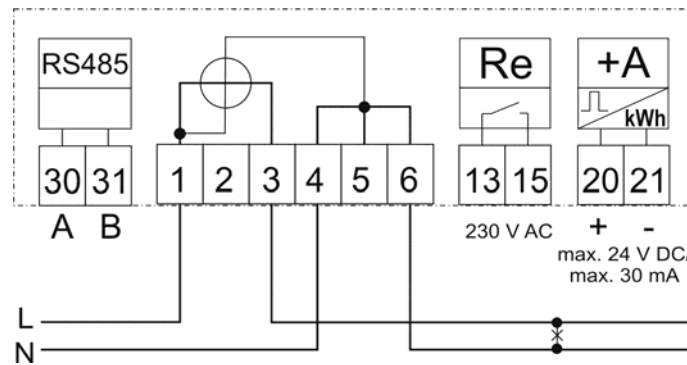 RS485
Re
+A
kWh
30 31 1 2 3 4 5 6 13 15 20 21
A B
230 V AC
+ -
max. 24 V DC/
max. 30 mA
L
N